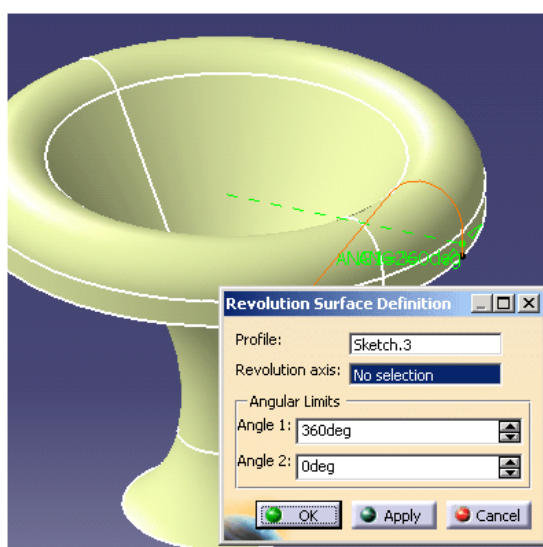 Revolution Surface Definition
Profile: Sketch.3
Revolution axis: No selection
Angular Limits
Angle 1: 360deg
Angle 2: 0deg
OK Apply Cancel